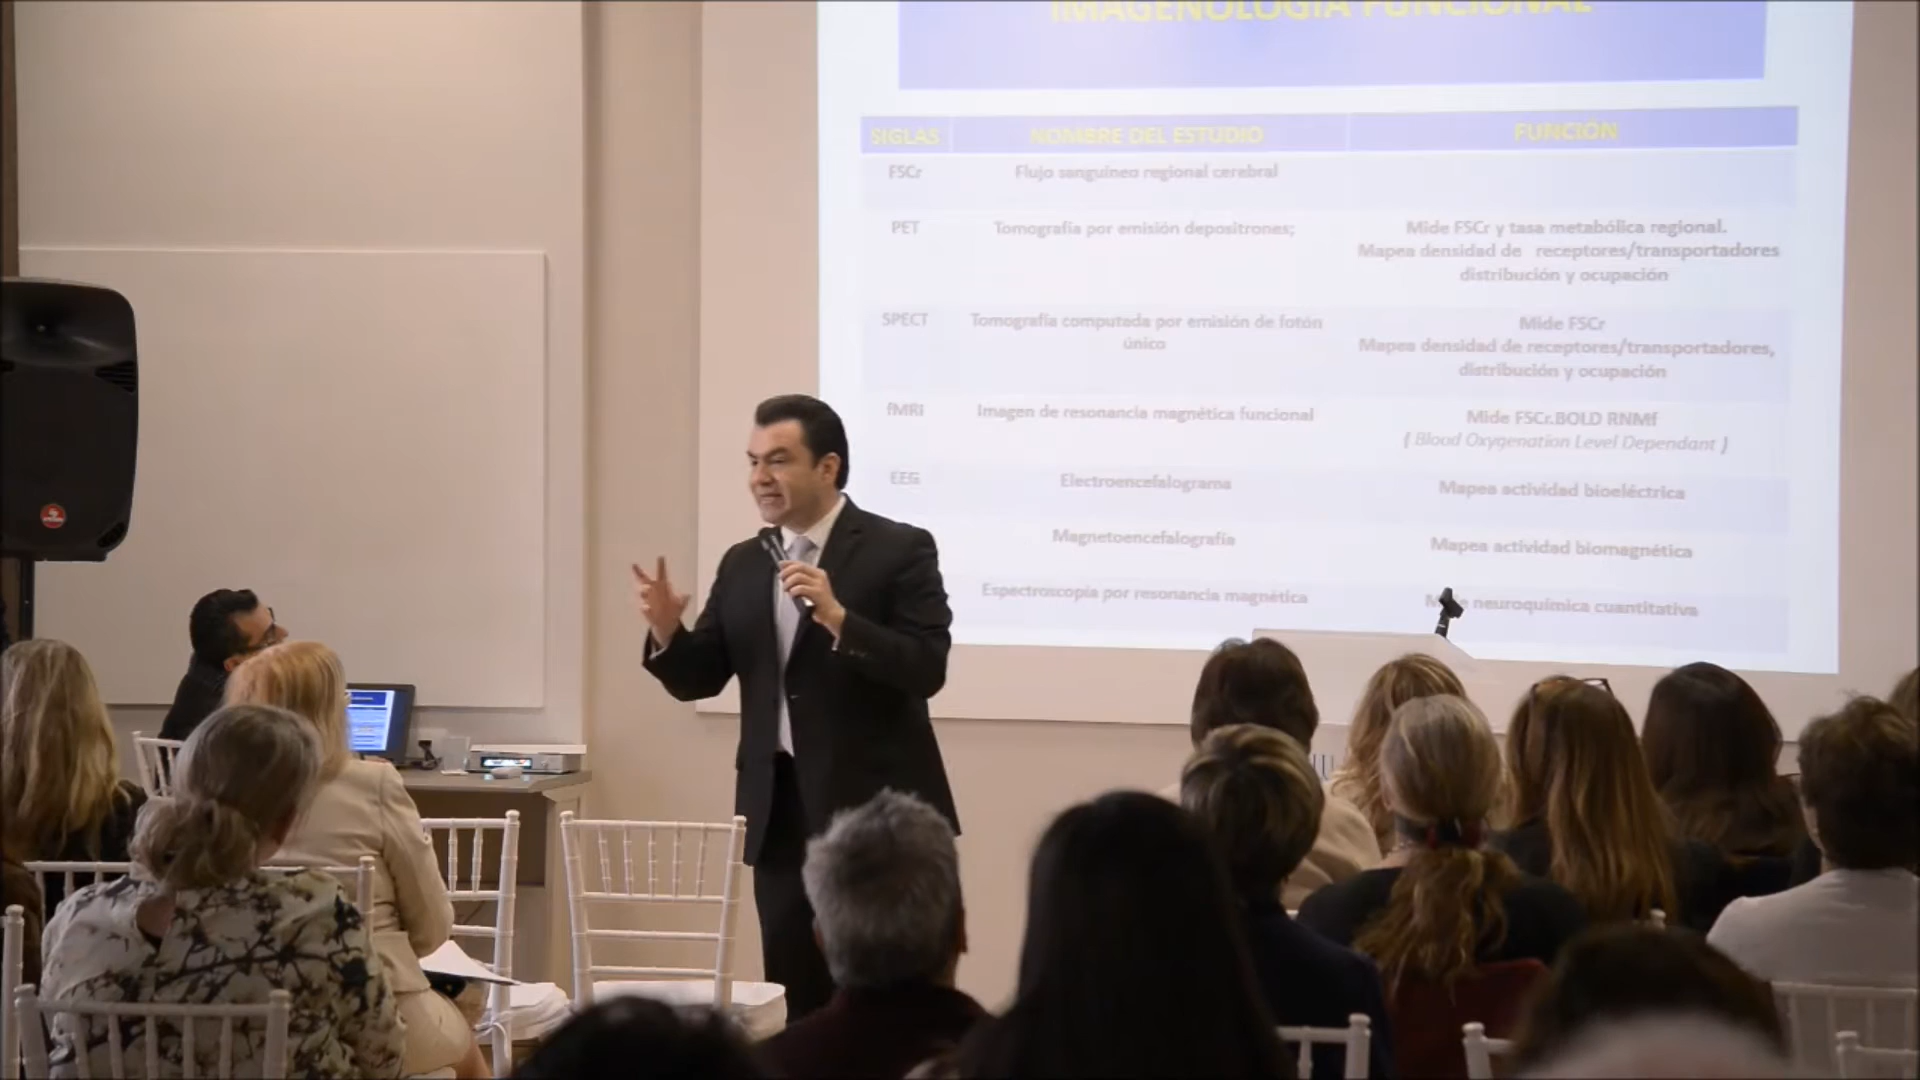 IMAGENOLOGÍA FUNCIONAL
SIGLAS NOMBRE DEL ESTUDIO FUNCIÓN
FSCr Flujo sanguíneo regional cerebral
PET Tomografía por emisión depositrones; Mide FSCr y tasa metabólica regional.
Mapea densidad de receptores/transportadores
distribución y ocupación
SPECT Tomografía computada por emisión de fotón
único
Mide FSCr
Mapea densidad de receptores/transportadores,
distribución y ocupación
fMRI Imagen de resonancia magnética funcional Mide FSCr.BOLD RNMf
( Blood Oxygenation Level Dependant )
EEG Electroencefalograma Mapea actividad bioeléctrica
Magnetoencefalografía Mapea actividad biomagnética
Espectroscopía por resonancia magnética neuroquímica cuantitativa